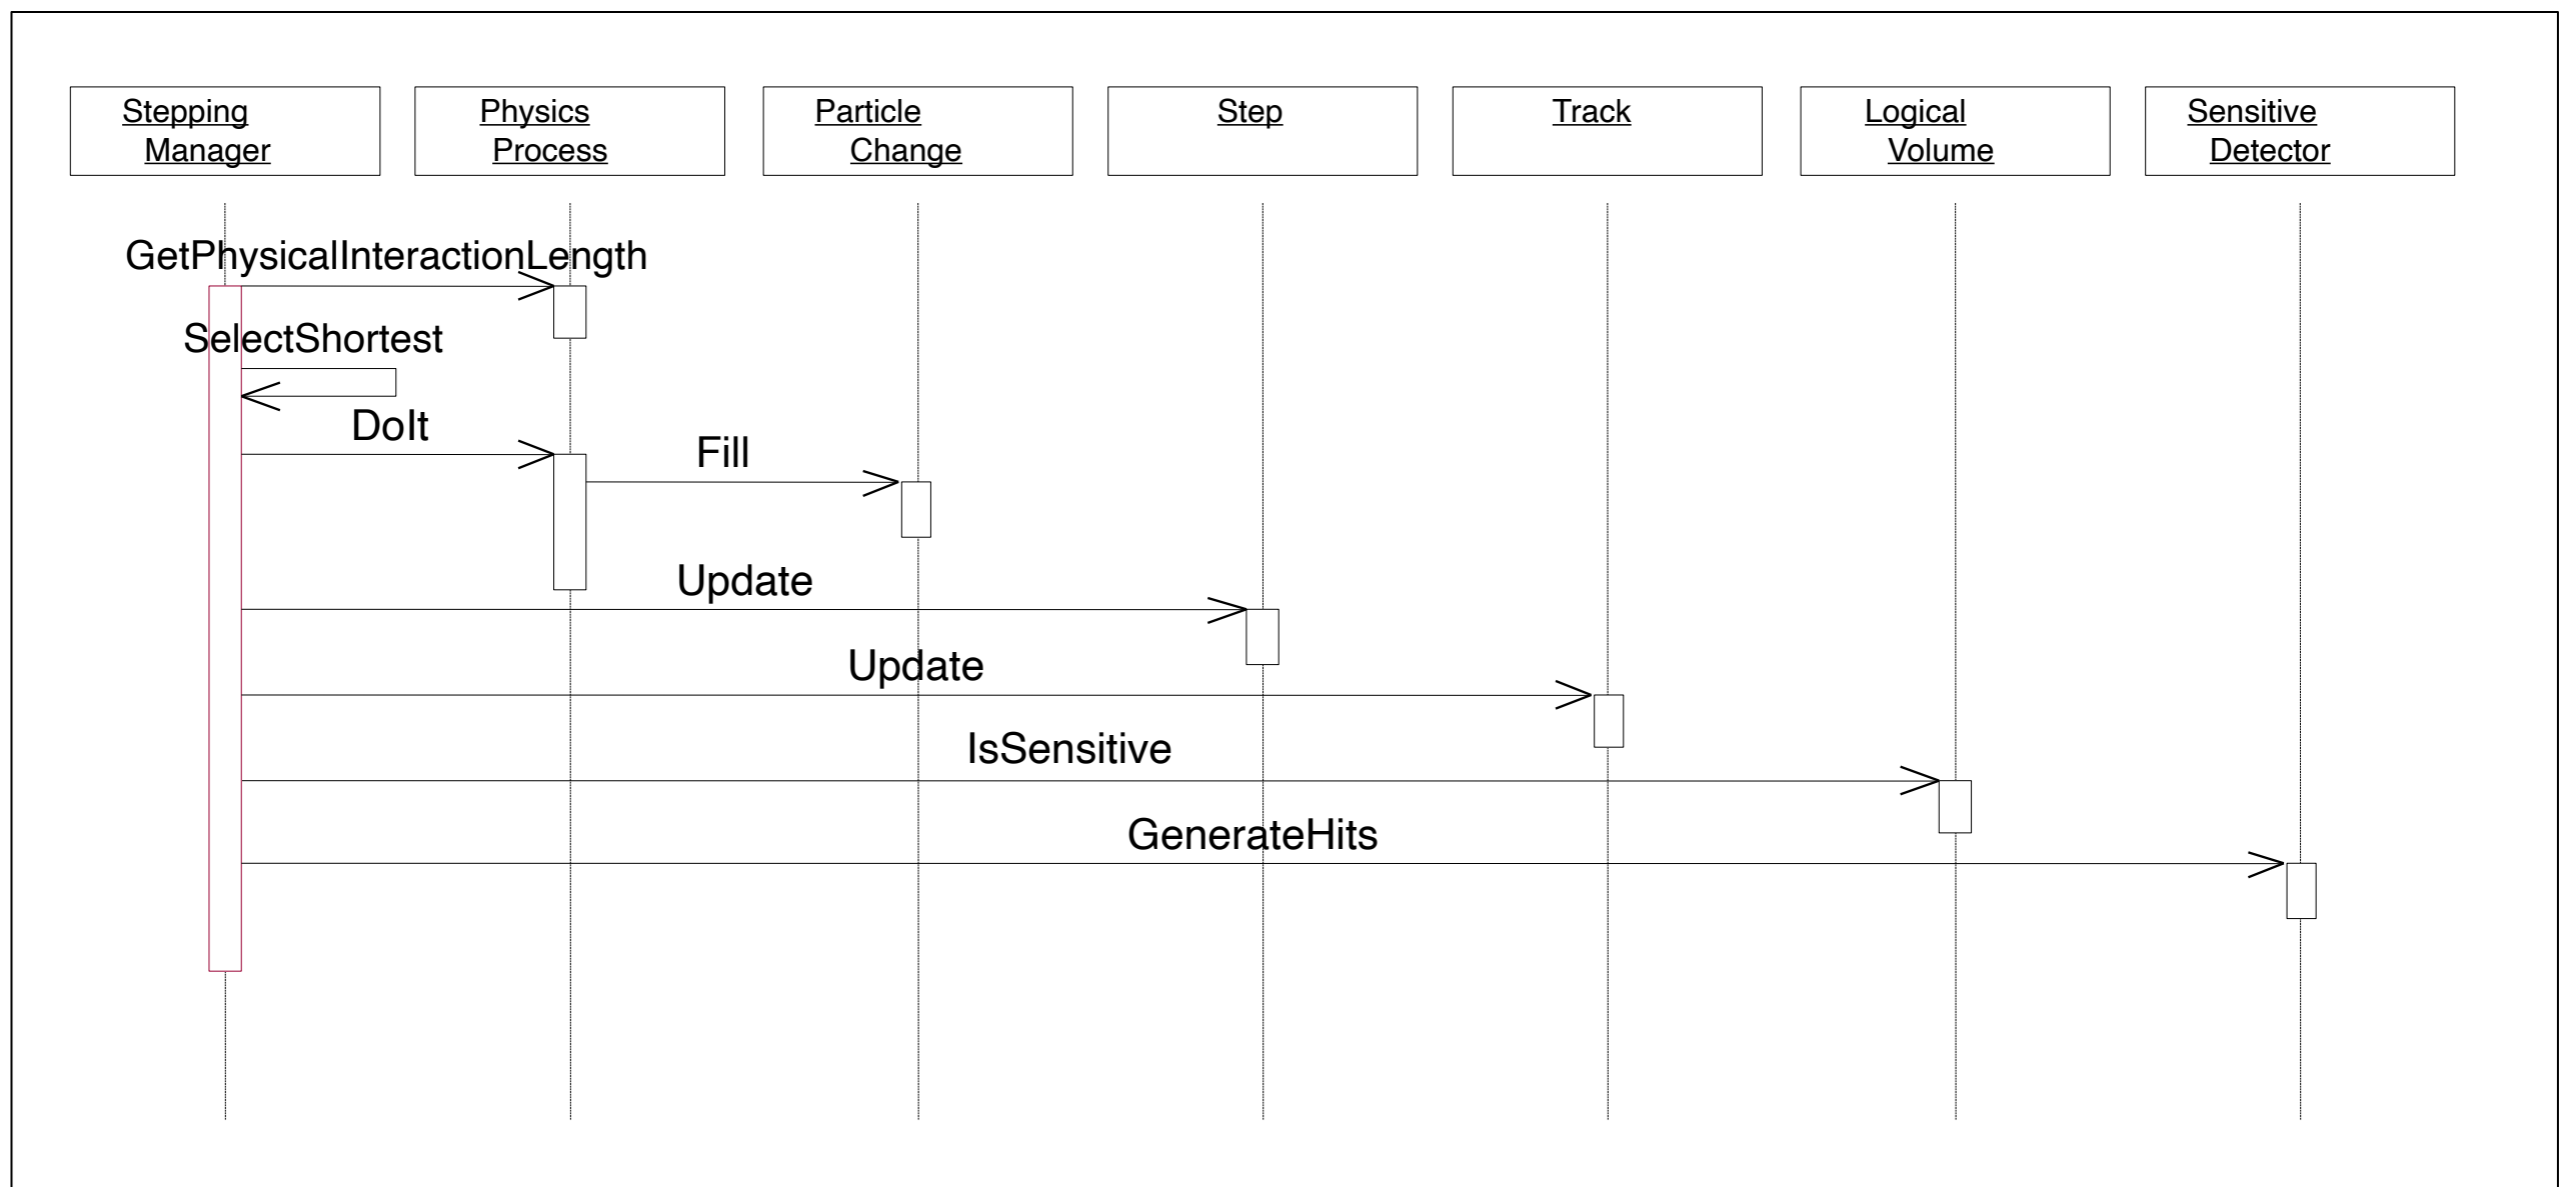 Stepping
Manager
Physics
Process
Particle
Change
Step
Track
Logical
Volume
Sensitive
Detector
GetPhysicalInteractionLength
SelectShortest
DoIt
Fill
Update
Update
IsSensitive
GenerateHits